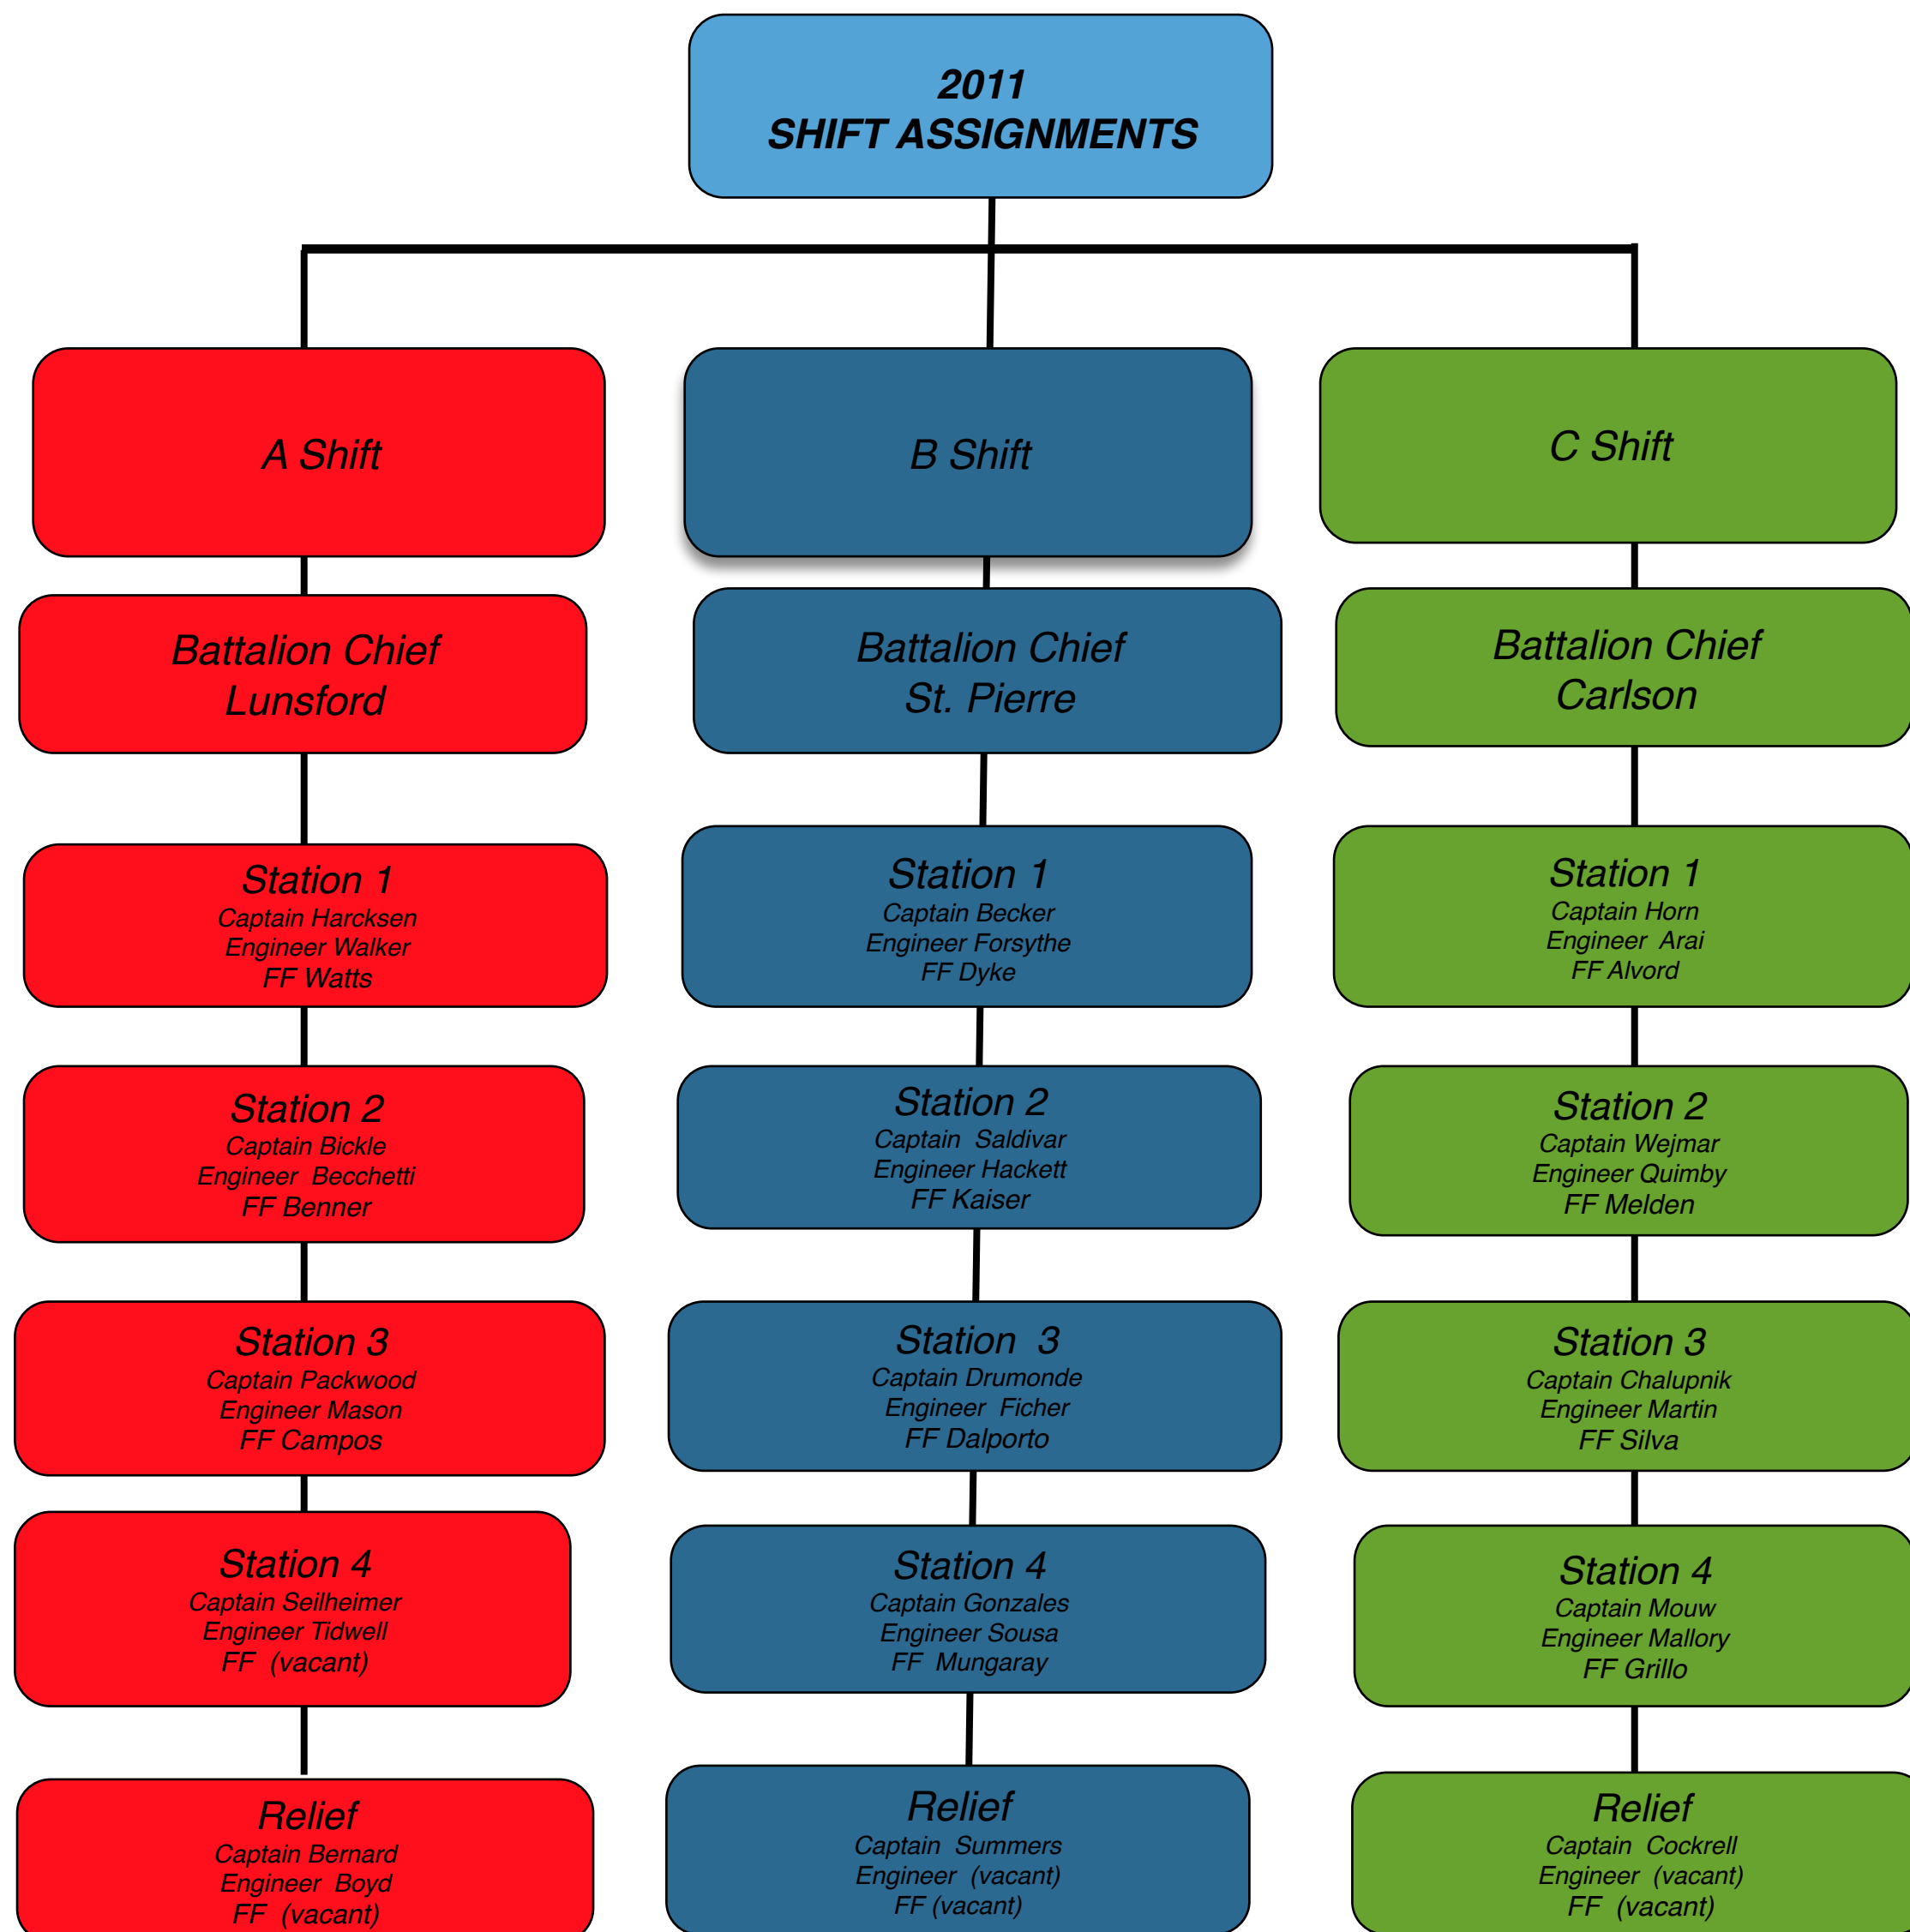 2011
SHIFT ASSIGNMENTS
A Shift
Battalion Chief
Lunsford
Station 1
Captain Harcksen
Engineer Walker
FF Watts
Station 2
Captain Bickle
Engineer  Becchetti
FF Benner
Station 3
Captain Packwood
Engineer Mason
FF Campos
Station 4
Captain Seilheimer
Engineer Tidwell
FF  (vacant)
Relief
Captain Bernard
Engineer  Boyd
FF  (vacant)
B Shift
Battalion Chief
St. Pierre
Station 1
Captain Becker
Engineer Forsythe
FF Dyke
Station 2
Captain  Saldivar
Engineer Hackett
FF Kaiser
Station  3
Captain Drumonde
Engineer  Ficher
FF Dalporto
Station 4
Captain Gonzales
Engineer Sousa
FF  Mungaray
Relief
Captain  Summers
Engineer  (vacant)
FF (vacant)
C Shift
Battalion Chief
Carlson
Station 1
Captain Horn
Engineer  Arai
FF Alvord
Station 2
Captain Wejmar
Engineer Quimby
FF Melden
Station 3
Captain Chalupnik
Engineer Martin
FF Silva
Station 4
Captain Mouw
Engineer Mallory
FF Grillo
Relief
Captain  Cockrell
Engineer  (vacant)
FF  (vacant)